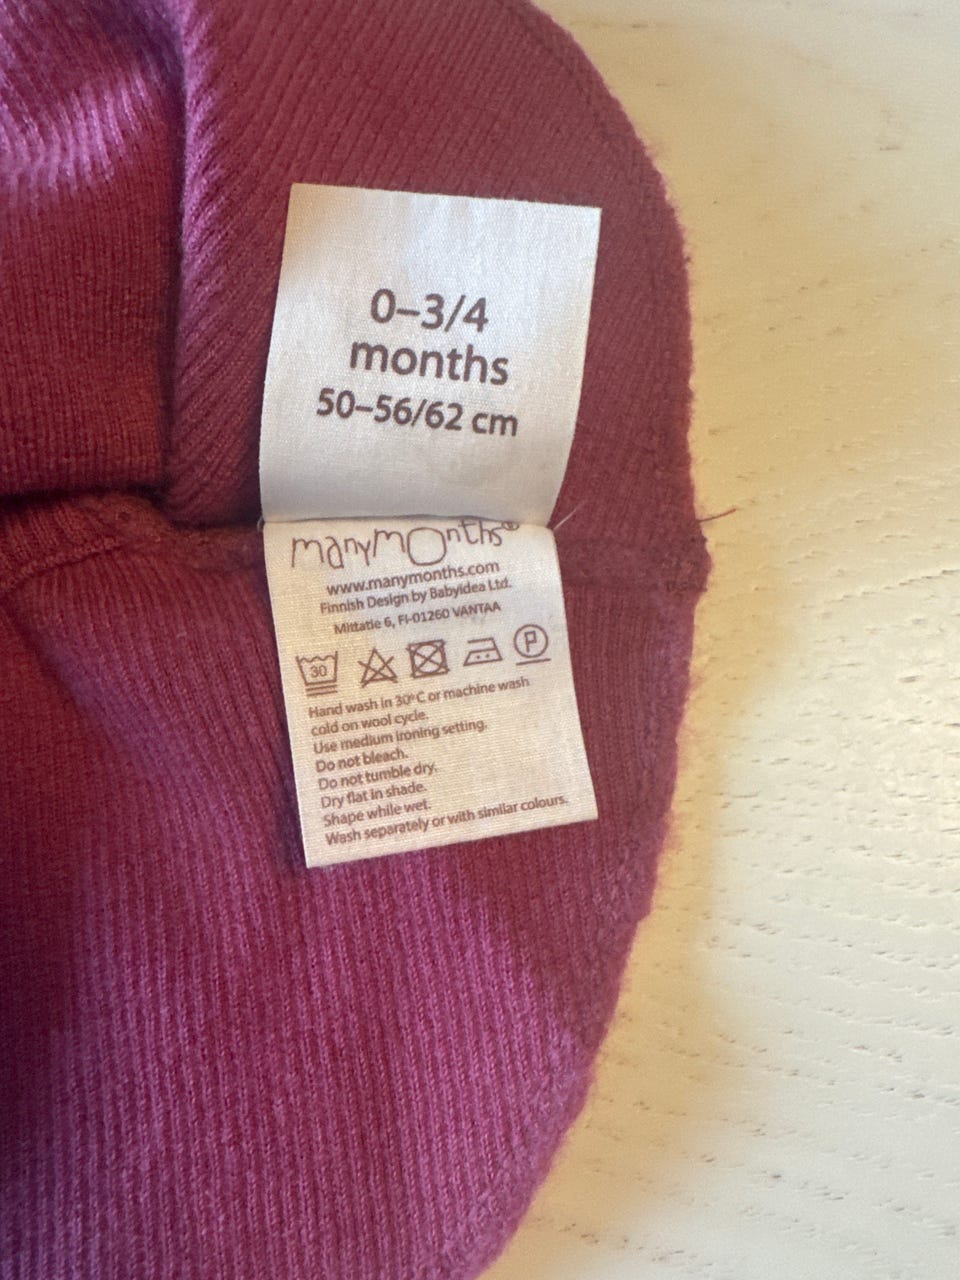 0–3/4
months
50–56/62 cm
manymonths®
www.manymonths.com
Finnish Design by Babyidea Ltd.
Mittatie 6, FI-01260 VANTAA
30 P
Hand wash in 30°C or machine wash
cold on wool cycle.
Use medium ironing setting.
Do not bleach.
Do not tumble dry.
Dry flat in shade.
Shape while wet.
Wash separately or with similar colours.